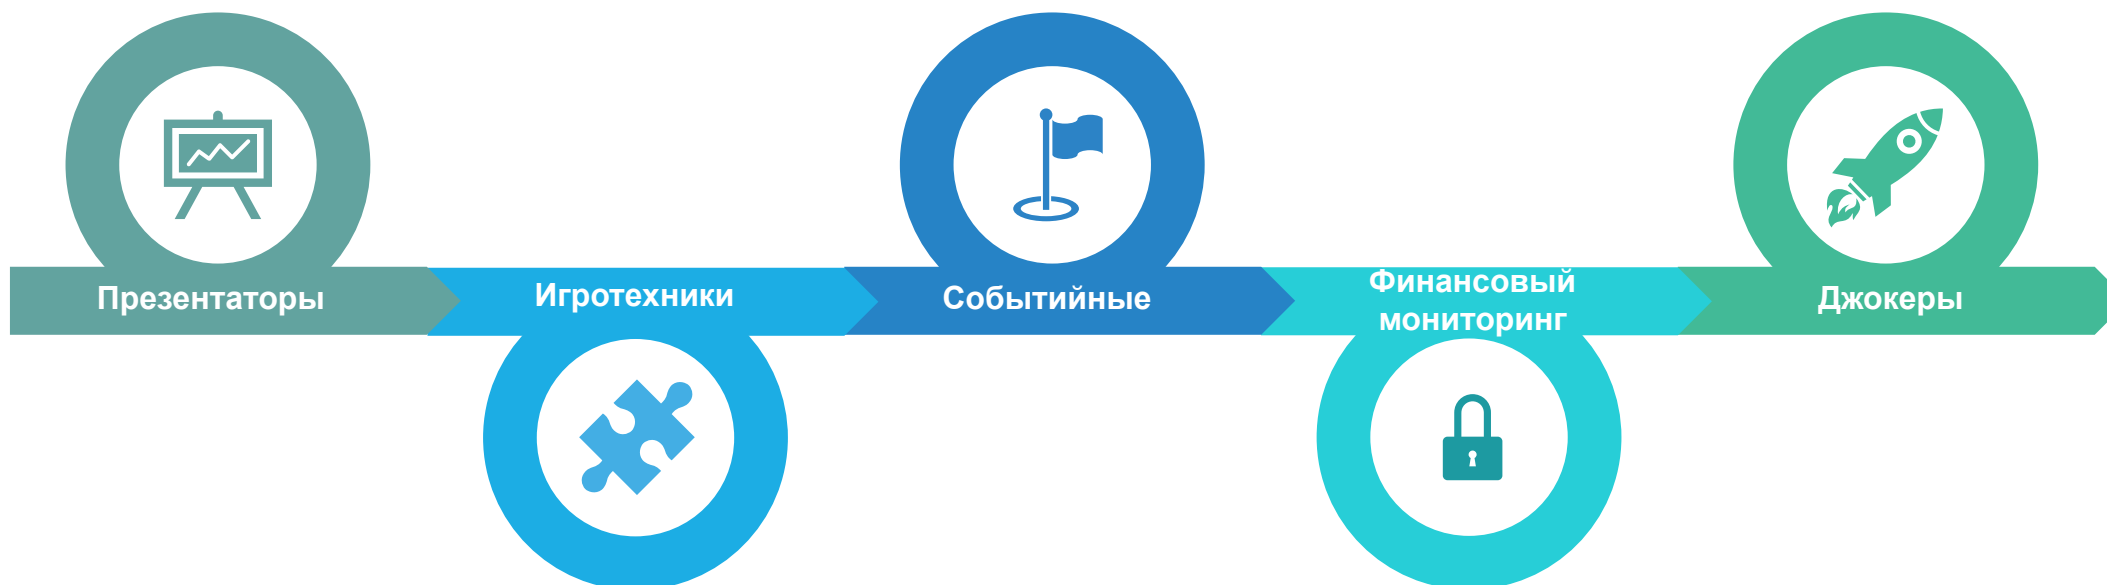 Презентаторы
Игротехники
Событийные
Финансовый
мониторинг
Джокеры